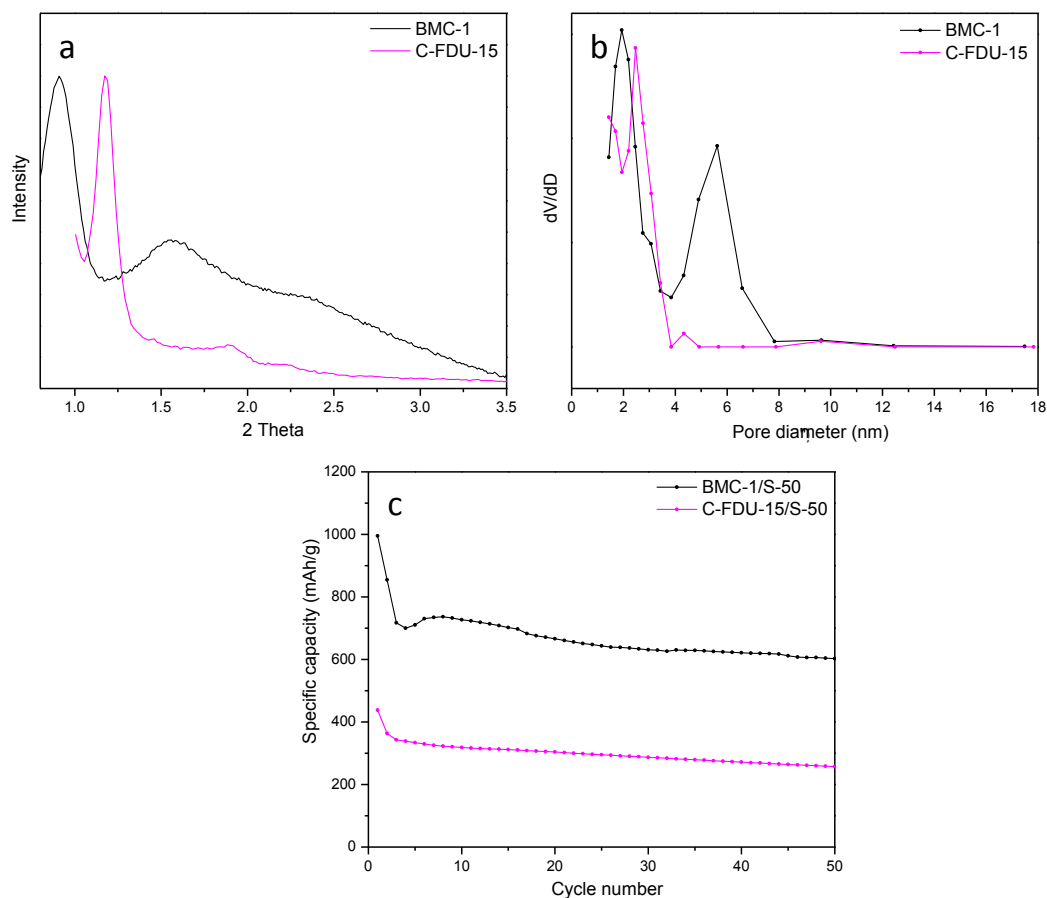 a
BMC-1
C-FDU-15
Intensity
1.0 1.5 2.0 2.5 3.0 3.5
2 Theta
b
BMC-1
C-FDU-15
dV/dD
0 2 4 6 8 10 12 14 16 18
Pore diameter (nm)
c
BMC-1/S-50
C-FDU-15/S-50
Specific capacity (mAh/g)
1200
1000
800
600
400
200
0
0 10 20 30 40 50
Cycle number